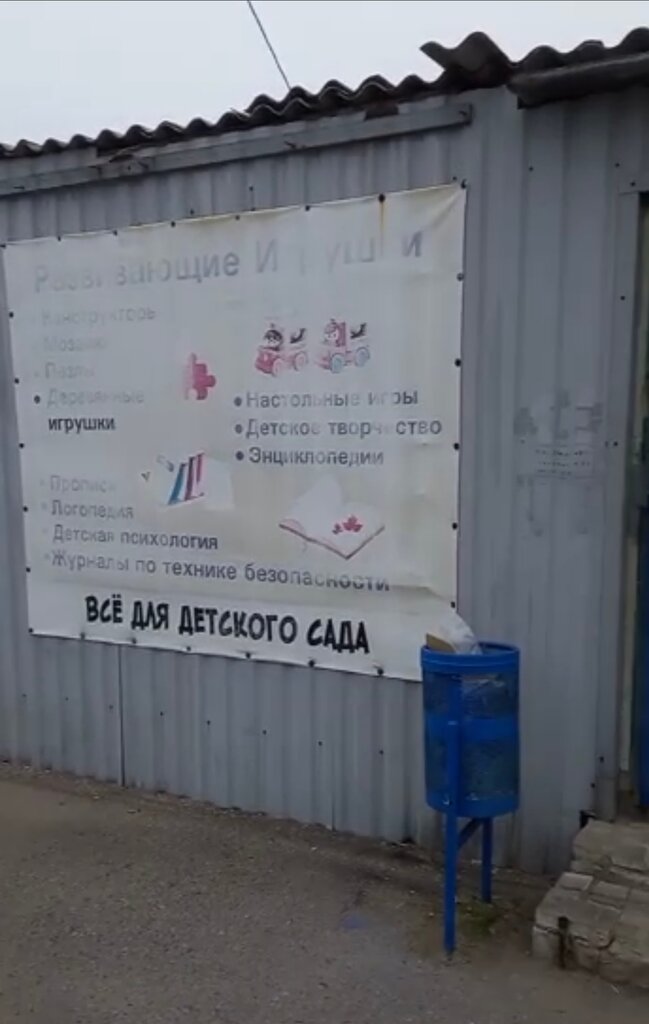 Развивающие Игрушки
Конструкторы
Мозаики
Пазлы
• Деревянные
игрушки
• Настольные игры
• Детское творчество
• Энциклопедии
• Прописи
• Логопедия
• Детская психология
• Журналы по технике безопасности
ВСЁ ДЛЯ ДЕТСКОГО САДА